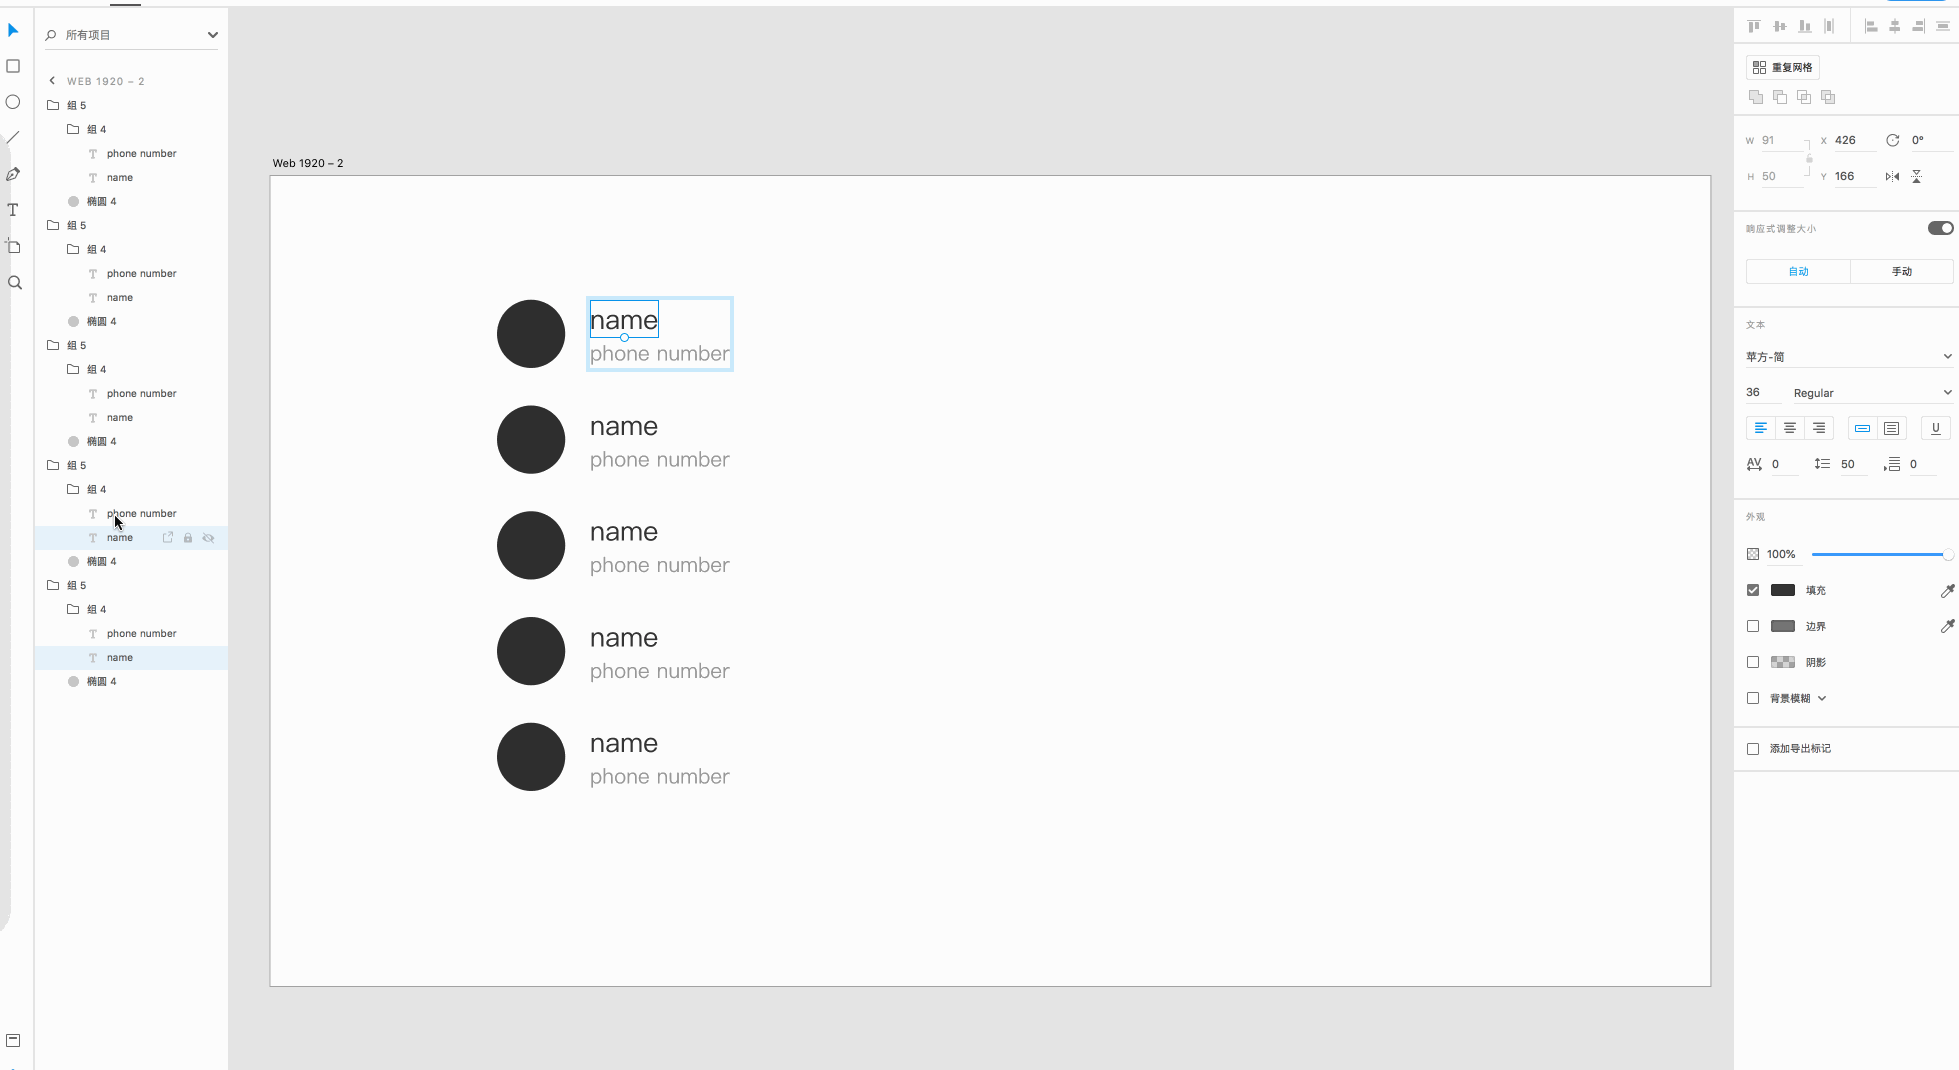 所有项目
WEB 1920 – 2
组 5
组 4
phone number
name
椭圆 4
组 5
组 4
phone number
name
椭圆 4
组 5
组 4
phone number
name
椭圆 4
组 5
组 4
phone number
name
椭圆 4
组 5
组 4
phone number
name
椭圆 4
Web 1920 – 2
name
phone number
name
phone number
name
phone number
name
phone number
name
phone number
重复网格
W 91 X 426 0°
H 50 Y 166
响应式调整大小
自动 手动
文本
苹方-简
36 Regular
U
AV 0 50 0
外观
100%
填充
边界
阴影
背景模糊
添加导出标记